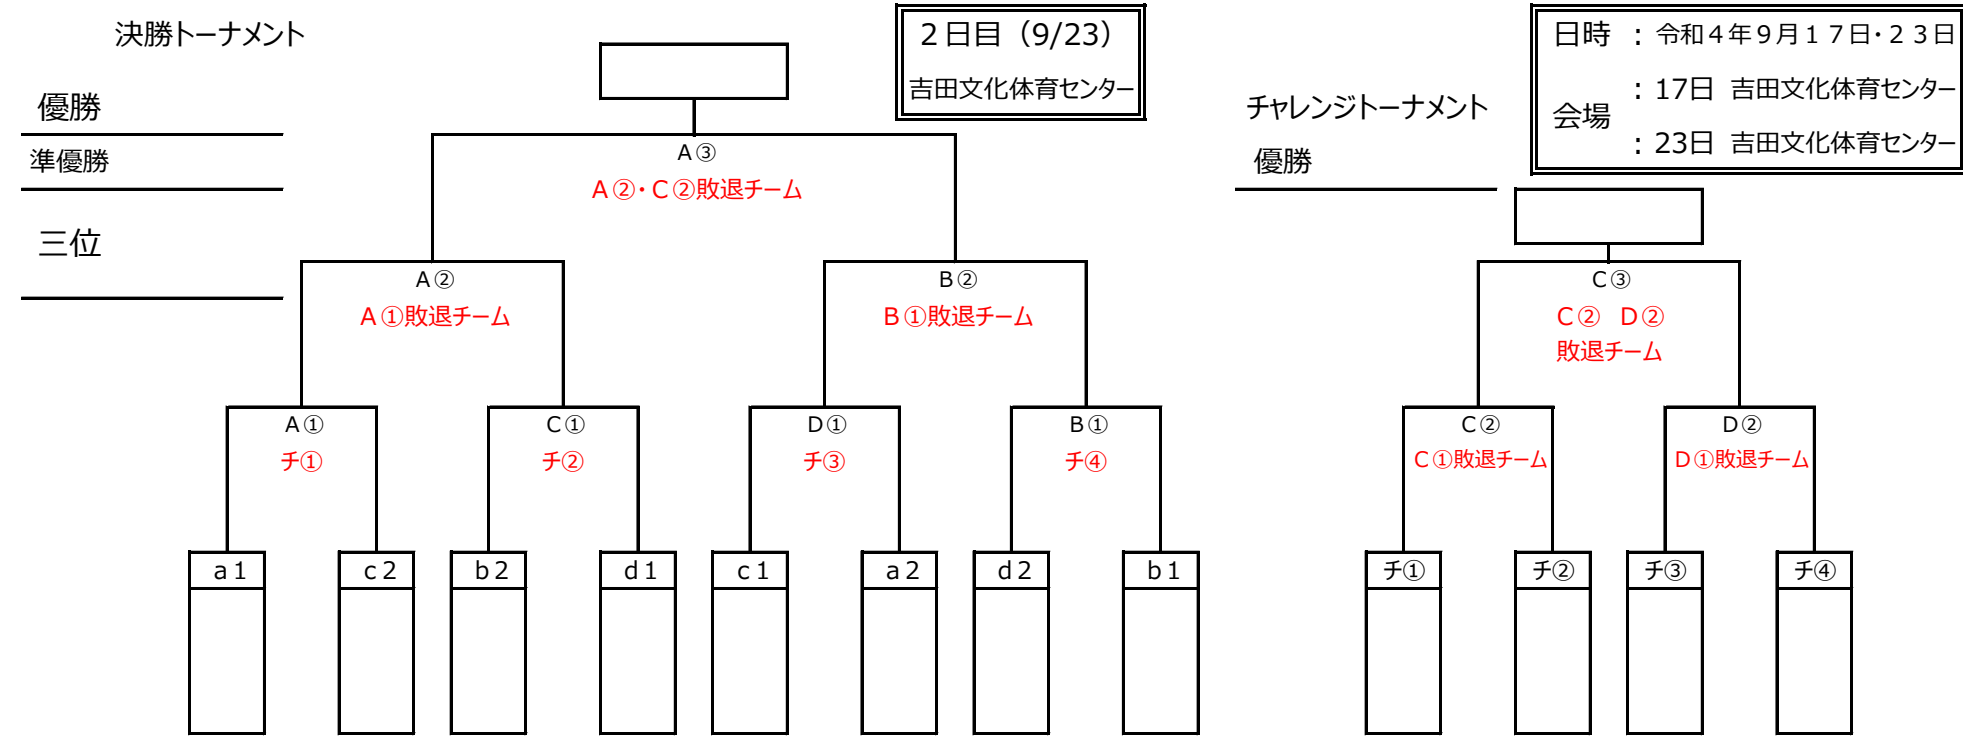 決勝トーナメント
２日目（9/23）
吉田文化体育センター
優勝
準優勝
三位
Ａ③
Ａ②・Ｃ②敗退チーム
Ａ②
Ａ①敗退チーム
Ｂ②
Ｂ①敗退チーム
Ａ①
チ①
Ｃ①
チ②
Ｄ①
チ③
Ｂ①
チ④
ａ１
ｃ２
ｂ２
ｄ１
ｃ１
ａ２
ｄ２
ｂ１
日時 ：令和４年９月１７日・２３日
会場
：17日 吉田文化体育センター
：23日 吉田文化体育センター
チャレンジトーナメント
優勝
Ｃ③
Ｃ② Ｄ②
敗退チーム
Ｃ②
Ｃ①敗退チーム
Ｄ②
Ｄ①敗退チーム
チ①
チ②
チ③
チ④